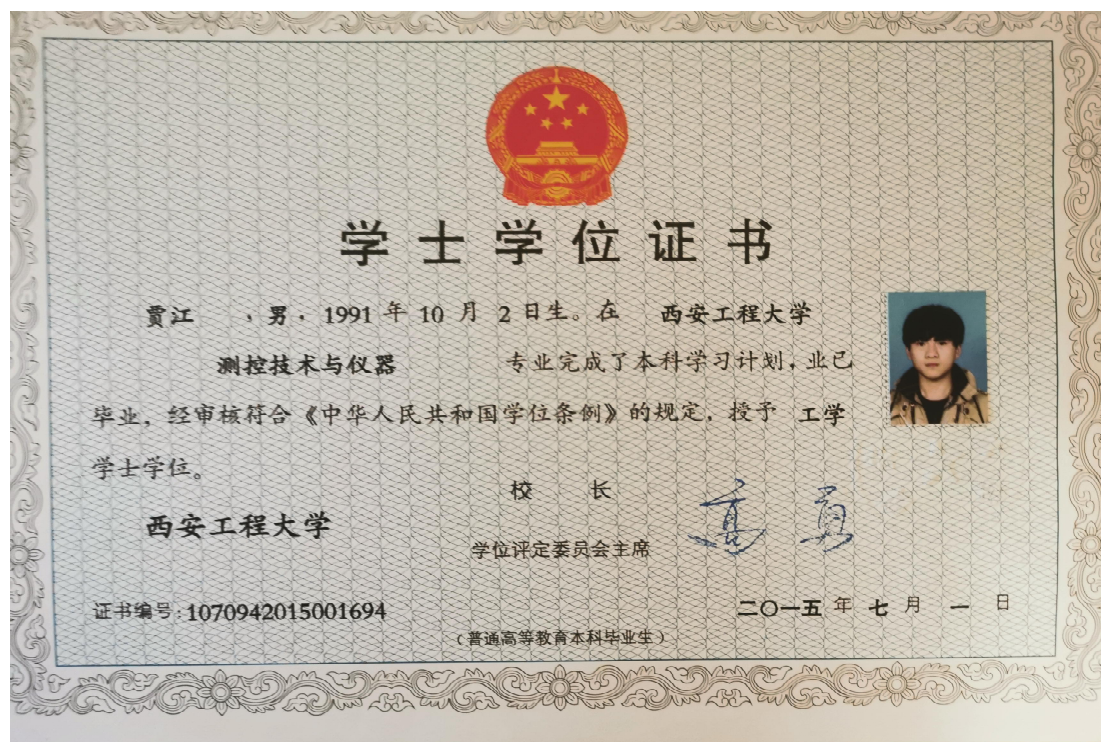 学士学位证书
贾江 ，男，1991 年 10 月 2 日生。在 西安工程大学
测控技术与仪器 专业完成了本科学习计划，业已
毕业，经审核符合《中华人民共和国学位条例》的规定，授予 工学
学士学位。
校 长 高勇
西安工程大学
学位评定委员会主席
证书编号：1070942015001694
二〇一五 年 七 月 一 日
（普通高等教育本科毕业生）